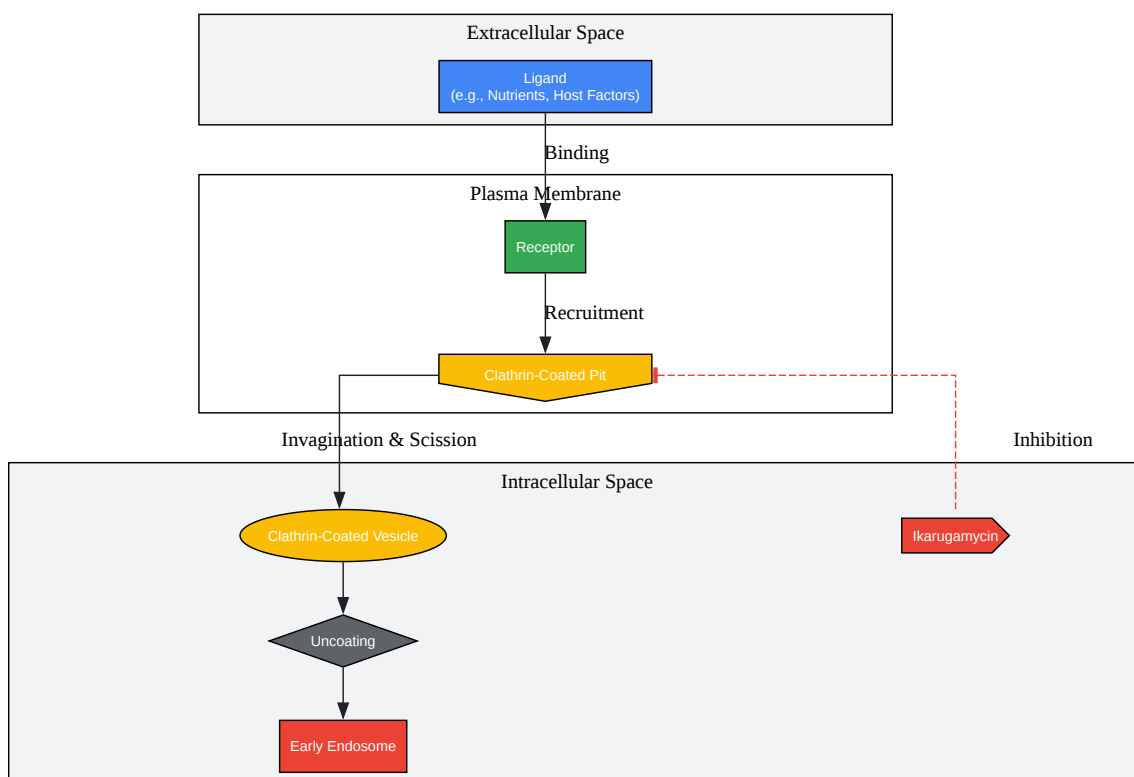 Extracellular Space
Ligand
(e.g., Nutrients, Host Factors)
Binding
Plasma Membrane
Receptor
Recruitment
Clathrin-Coated Pit
Invagination & Scission
Inhibition
Intracellular Space
Clathrin-Coated Vesicle
Ikarugamycin
Uncoating
Early Endosome